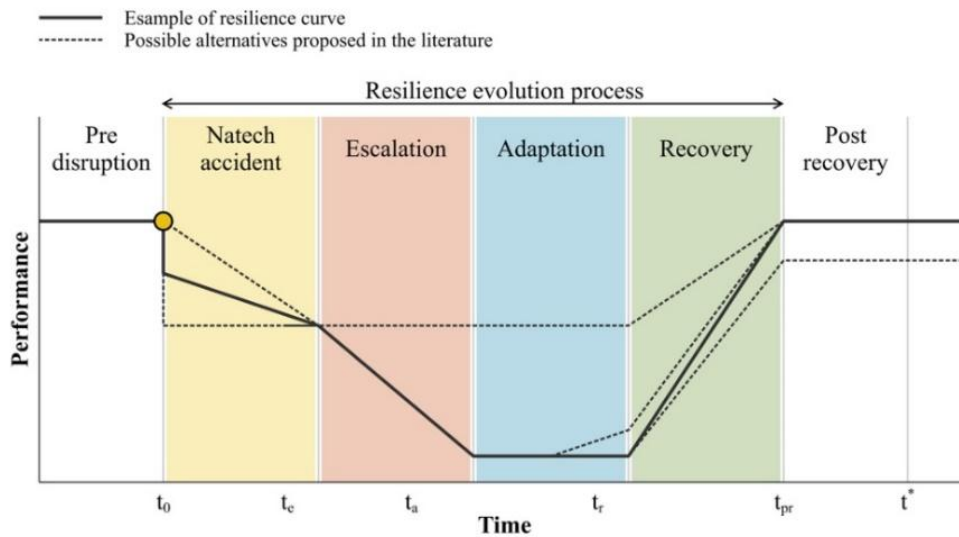 Esample of resilience curve
Possible alternatives proposed in the literature
Resilience evolution process
Pre
disruption
Natech
accident
Escalation
Adaptation
Recovery
Post
recovery
Performance
t₀
tₑ
tₐ
tᵣ
tₚᵣ
t*
Time